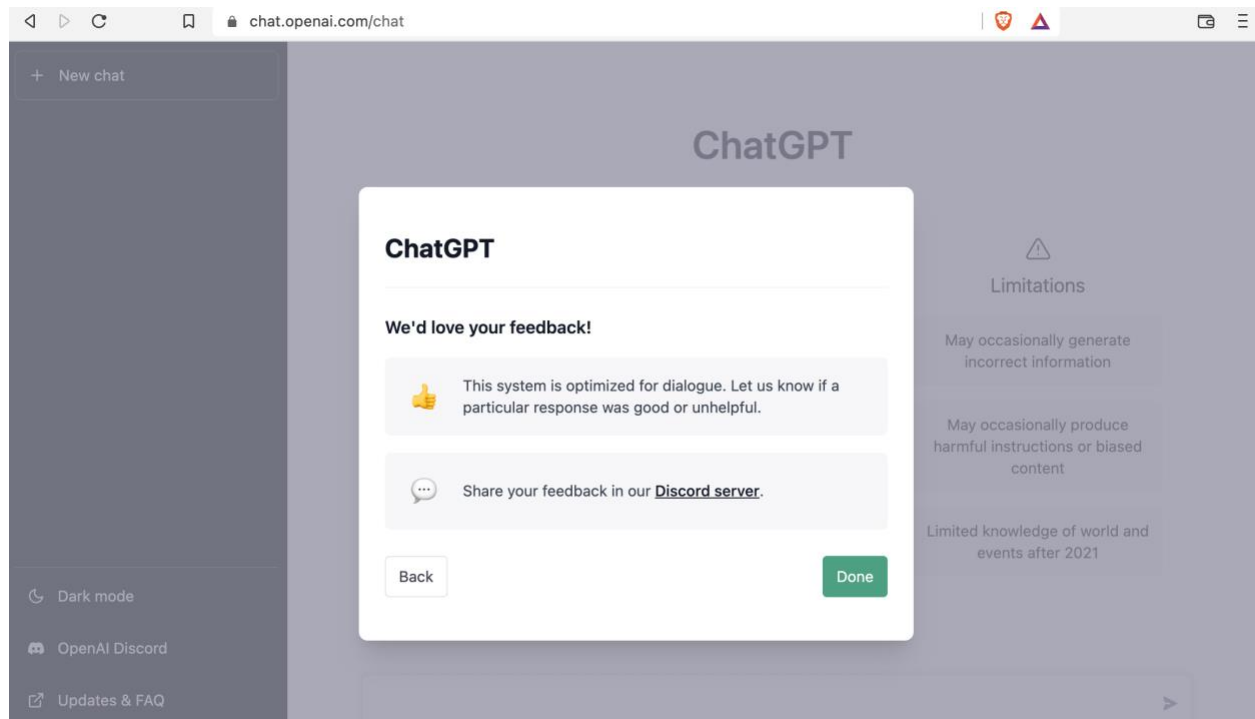 chat.openai.com/chat
New chat
ChatGPT
ChatGPT
We'd love your feedback!
This system is optimized for dialogue. Let us know if a
particular response was good or unhelpful.
Share your feedback in our Discord server.
Back
Done
Limitations
May occasionally generate
incorrect information
May occasionally produce
harmful instructions or biased
content
Limited knowledge of world and
events after 2021
Dark mode
OpenAI Discord
Updates & FAQ